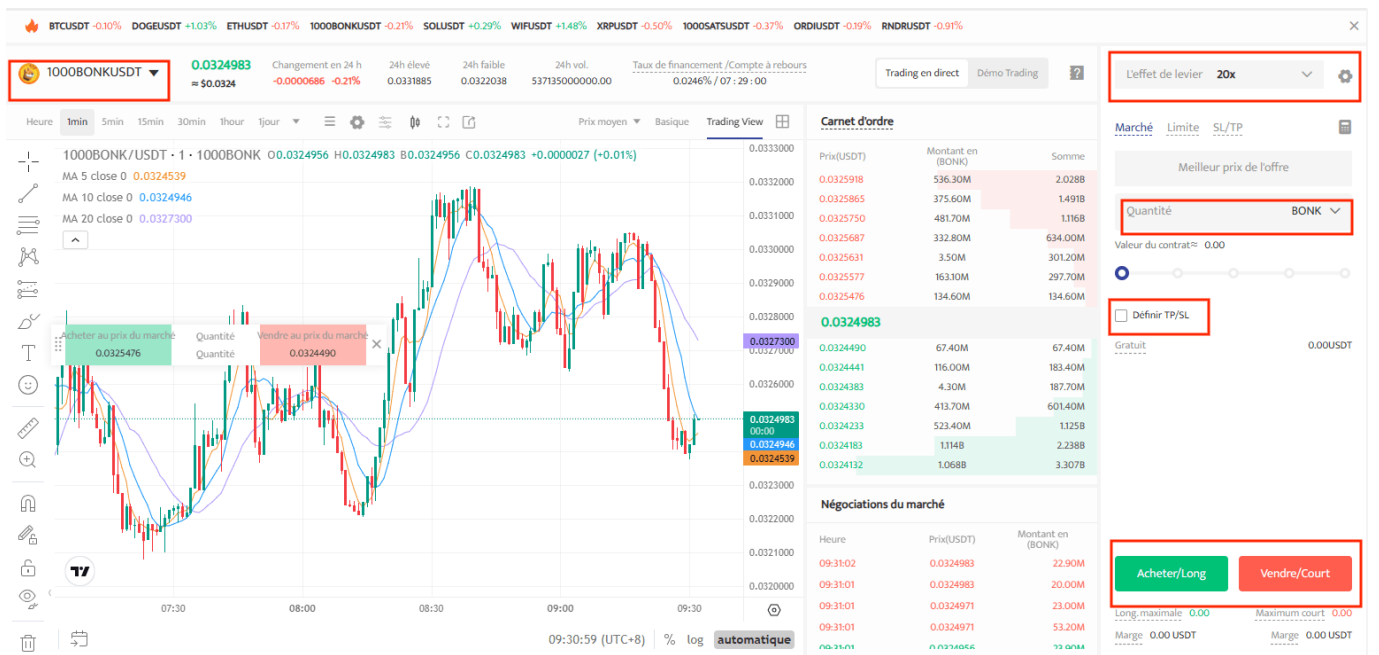 BTCUSDT -0.10% DOGEUSDT +1.03% ETHUSDT -0.17% 1000BONKUSDT -0.21% SOLUSDT +0.29% WIFUSDT +1.48% XRPUSDT -0.50% 1000SATSUSDT -0.37% ORDIUSDT -0.19% RNDRUSDT -0.91%
1000BONKUSDT
0.0324983
≈ $0.0324
Changement en 24 h
-0.0000686 -0.21%
24h élevé
0.0331885
24h faible
0.0322038
24h vol.
537135000000.00
Taux de financement /Compte à rebours
0.0246% / 07 : 29 : 00
Trading en direct Démo Trading
Heure 1min 5min 15min 30min 1hour 1jour
Prix moyen Basique Trading View
1000BONK/USDT · 1 · 1000BONK O0.0324956 H0.0324983 B0.0324956 C0.0324983 +0.0000027 (+0.01%)
MA 5 close 0 0.0324539
MA 10 close 0 0.0324946
MA 20 close 0 0.0327300
Acheter au prix du marché
0.0325476
Quantité
Quantité
Vendre au prix du marché
0.0324490
0.0333000
0.0332000
0.0331000
0.0330000
0.0329000
0.0328000
0.0327300
0.0327000
0.0326000
0.0324983
00:00
0.0324946
0.0324539
0.0323000
0.0322000
0.0321000
0.0320000
07:30 08:00 08:30 09:00 09:30
09:30:59 (UTC+8) % log automatique
Carnet d'ordre
Prix(USDT) Montant en (BONK) Somme
0.0325918 536.30M 2.028B
0.0325865 375.60M 1.491B
0.0325750 481.70M 1.116B
0.0325687 332.80M 634.00M
0.0325631 3.50M 301.20M
0.0325577 163.10M 297.70M
0.0325476 134.60M 134.60M
0.0324983
0.0324490 67.40M 67.40M
0.0324441 116.00M 183.40M
0.0324383 4.30M 187.70M
0.0324330 413.70M 601.40M
0.0324233 523.40M 1.125B
0.0324183 1.114B 2.238B
0.0324132 1.068B 3.307B
Négociations du marché
Heure Prix(USDT) Montant en (BONK)
09:31:02 0.0324983 22.90M
09:31:01 0.0324983 20.00M
09:31:01 0.0324971 23.00M
09:31:01 0.0324971 53.20M
09:31:01 0.0324956 23.90M
L'effet de levier 20x
Marché Limite SL/TP
Meilleur prix de l'offre
Quantité BONK
Valeur du contrat≈ 0.00
Définir TP/SL
Gratuit 0.00USDT
Acheter/Long Vendre/Court
Long.maximale 0.00 Maximum court 0.00
Marge 0.00 USDT Marge 0.00 USDT